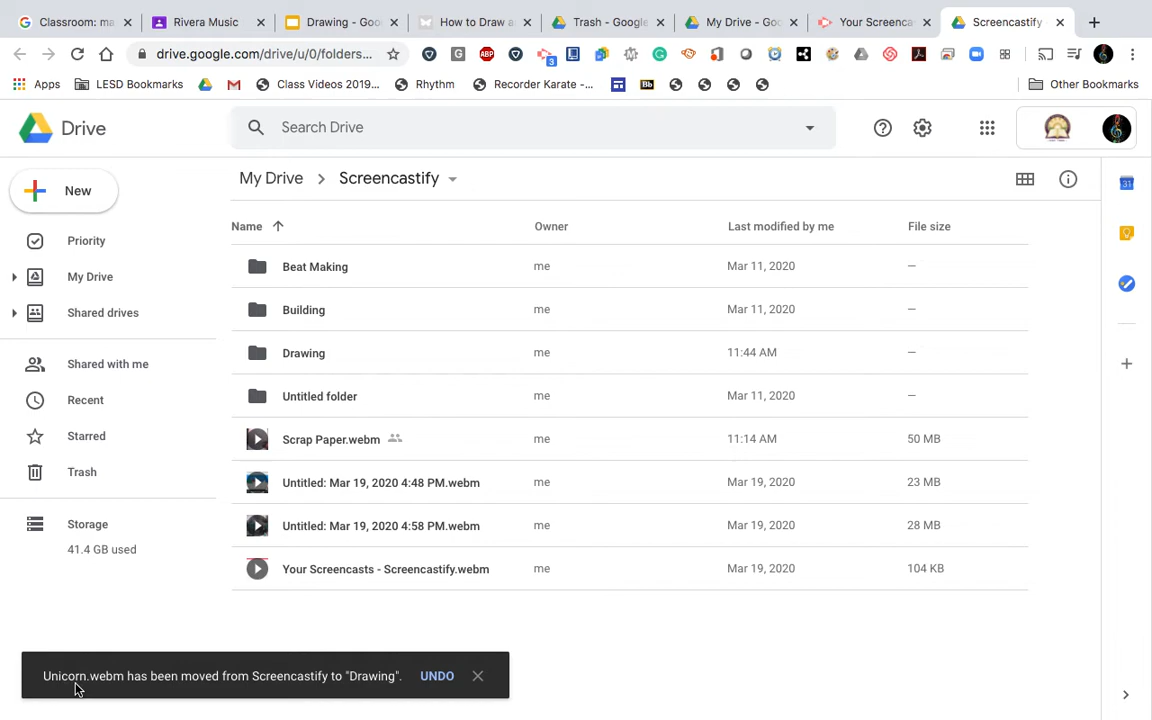 Classroom: ma
Rivera Music
Drawing - Goo
How to Draw a
Trash - Google
My Drive - Goo
Your Screenca
Screencastify
drive.google.com/drive/u/0/folders...
Apps
LESD Bookmarks
Class Videos 2019...
Rhythm
Recorder Karate -...
Bb
Other Bookmarks
Drive
Search Drive
New
My Drive
Screencastify
Name
Owner
Last modified by me
File size
Priority
My Drive
Shared drives
Shared with me
Recent
Starred
Trash
Storage
41.4 GB used
Beat Making me Mar 11, 2020 —
Building me Mar 11, 2020 —
Drawing me 11:44 AM —
Untitled folder me Mar 11, 2020 —
Scrap Paper.webm me 11:14 AM 50 MB
Untitled: Mar 19, 2020 4:48 PM.webm me Mar 19, 2020 23 MB
Untitled: Mar 19, 2020 4:58 PM.webm me Mar 19, 2020 28 MB
Your Screencasts - Screencastify.webm me Mar 19, 2020 104 KB
Unicorn.webm has been moved from Screencastify to "Drawing". UNDO